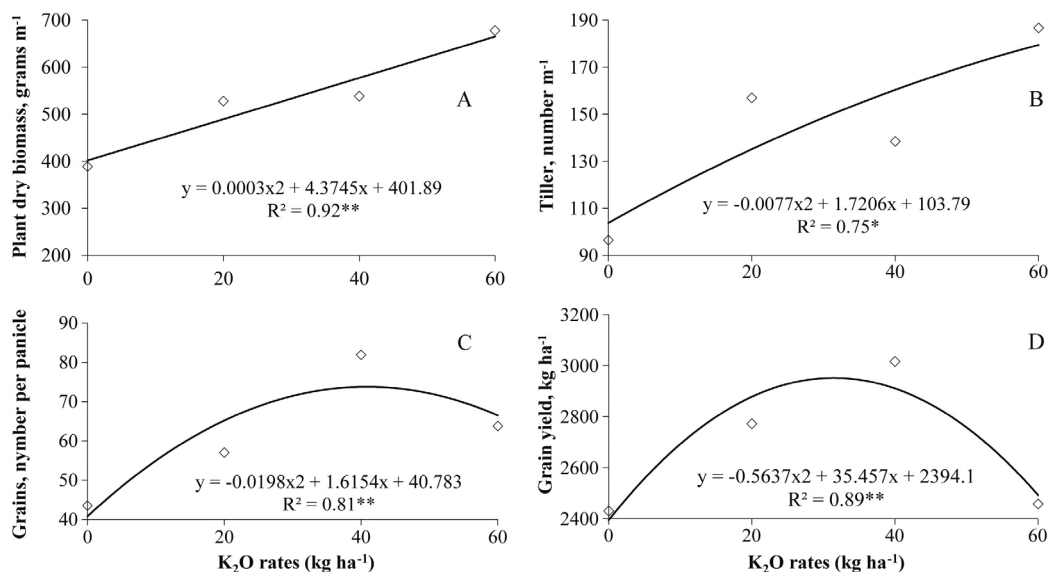 700
600
500
400
300
200
0
20
40
60
Plant dry biomass, grams m⁻¹
A
y = 0.0003x2 + 4.3745x + 401.89
R² = 0.92**
190
170
150
130
110
90
0
20
40
60
Tiller, number m⁻¹
B
y = -0.0077x2 + 1.7206x + 103.79
R² = 0.75*
90
80
70
60
50
40
0
20
40
60
Grains, nymber per panicle
C
y = -0.0198x2 + 1.6154x + 40.783
R² = 0.81**
K₂O rates (kg ha⁻¹)
3200
3000
2800
2600
2400
0
20
40
60
Grain yield, kg ha⁻¹
D
y = -0.5637x2 + 35.457x + 2394.1
R² = 0.89**
K₂O rates (kg ha⁻¹)